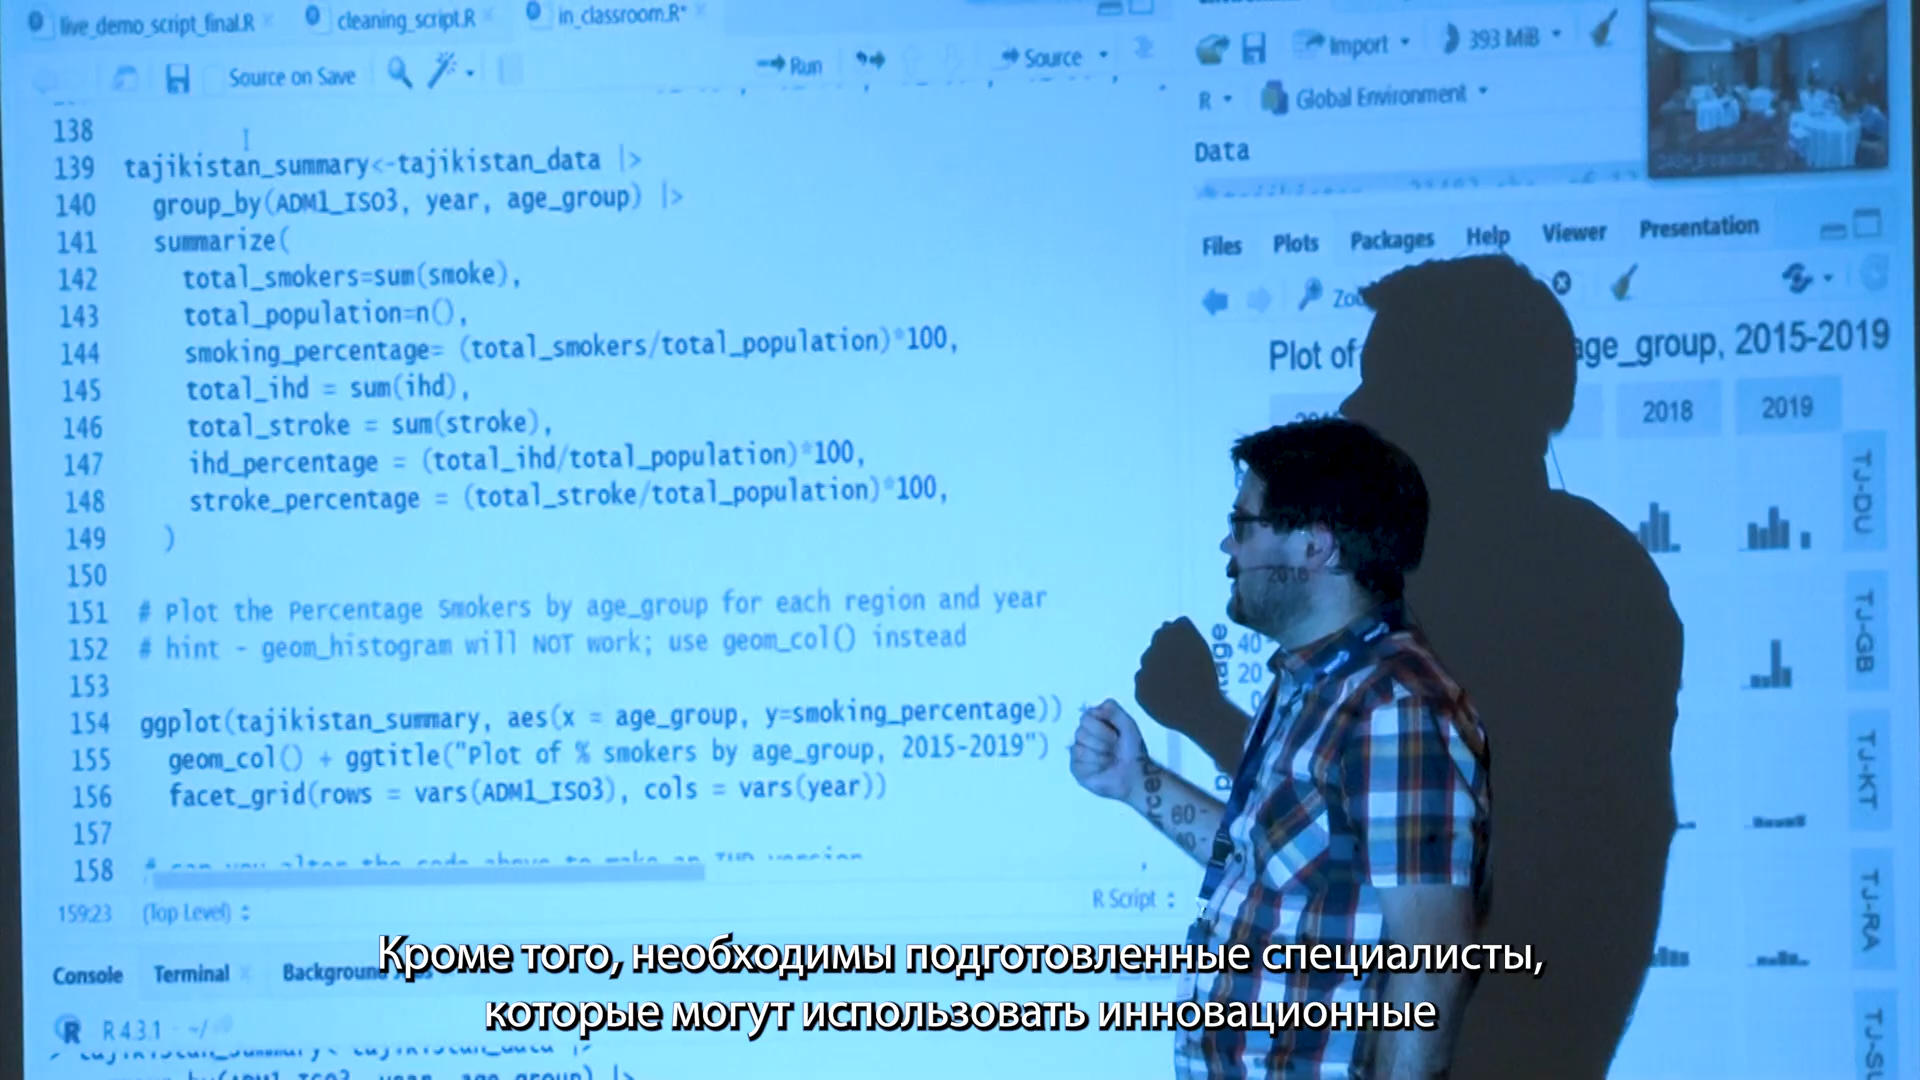 live_demo_script_final.R
cleaning_script.R
in_classroom.R*
Source on Save
Run
Source
138
139 tajikistan_summary<-tajikistan_data |>
140 group_by(ADM1_ISO3, year, age_group) |>
141 summarize(
142 total_smokers=sum(smoke),
143 total_population=n(),
144 smoking_percentage= (total_smokers/total_population)*100,
145 total_ihd = sum(ihd),
146 total_stroke = sum(stroke),
147 ihd_percentage = (total_ihd/total_population)*100,
148 stroke_percentage = (total_stroke/total_population)*100,
149 )
150
151 # Plot the Percentage Smokers by age_group for each region and year
152 # hint - geom_histogram will NOT work; use geom_col() instead
153
154 ggplot(tajikistan_summary, aes(x = age_group, y=smoking_percentage))
155 geom_col() + ggtitle("Plot of % smokers by age_group, 2015-2019")
156 facet_grid(rows = vars(ADM1_ISO3), cols = vars(year))
157
158
159:23 (Top Level)
R Script
Console
Terminal
Background
R 4.3.1 · ~/
Import
393 MiB
R
Global Environment
Data
Files
Plots
Packages
Help
Viewer
Presentation
Plot of
age_group, 2015-2019
2018
2019
TJ-DU
TJ-GB
TJ-KT
TJ-RA
40
20
0
60
Кроме того, необходимы подготовленные специалисты,
которые могут использовать инновационные